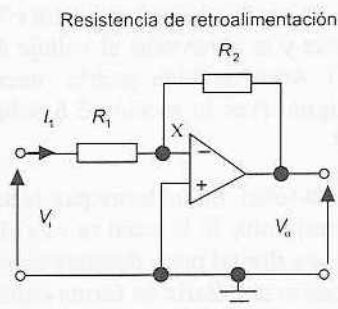 Resistencia de retroalimentación
R₂
I₁ R₁
X
−
+
V₁
Vₒ